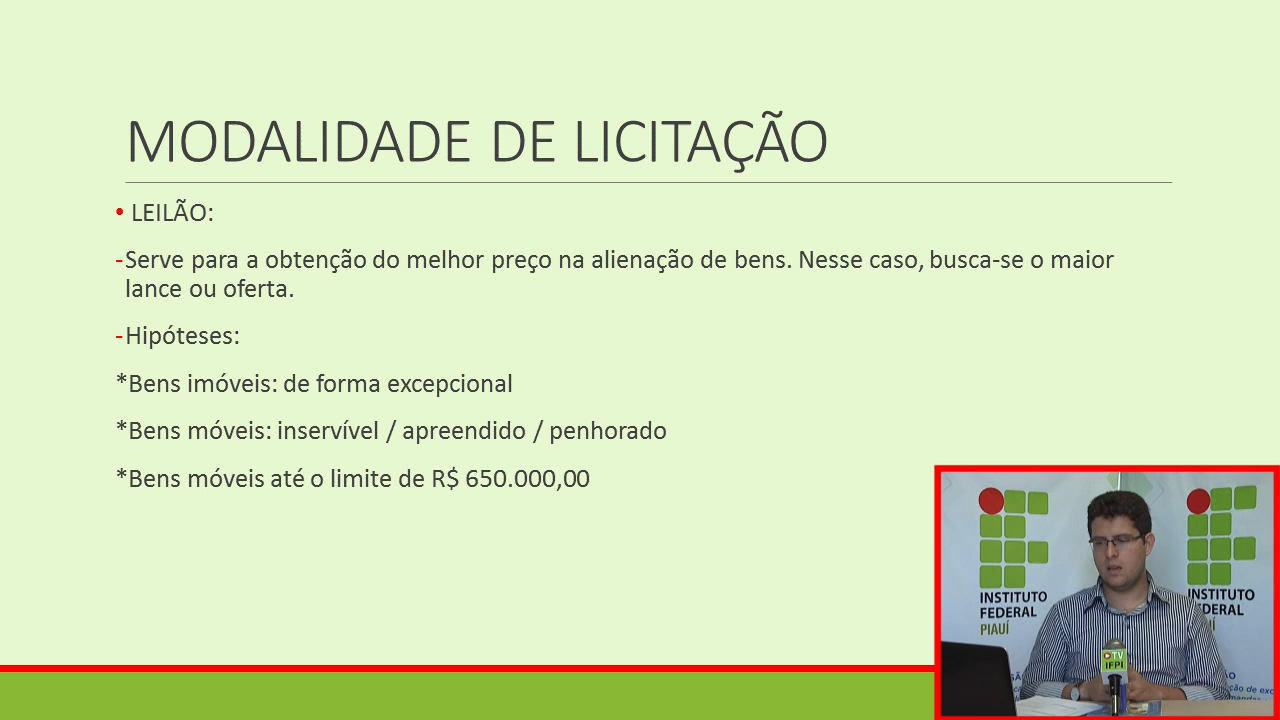 MODALIDADE DE LICITAÇÃO
• LEILÃO:
-Serve para a obtenção do melhor preço na alienação de bens. Nesse caso, busca-se o maior
lance ou oferta.
-Hipóteses:
*Bens imóveis: de forma excepcional
*Bens móveis: inservível / apreendido / penhorado
*Bens móveis até o limite de R$ 650.000,00
INSTITUTO
FEDERAL
PIAUÍ
INSTITUTO
FEDERAL
TV
IFPI